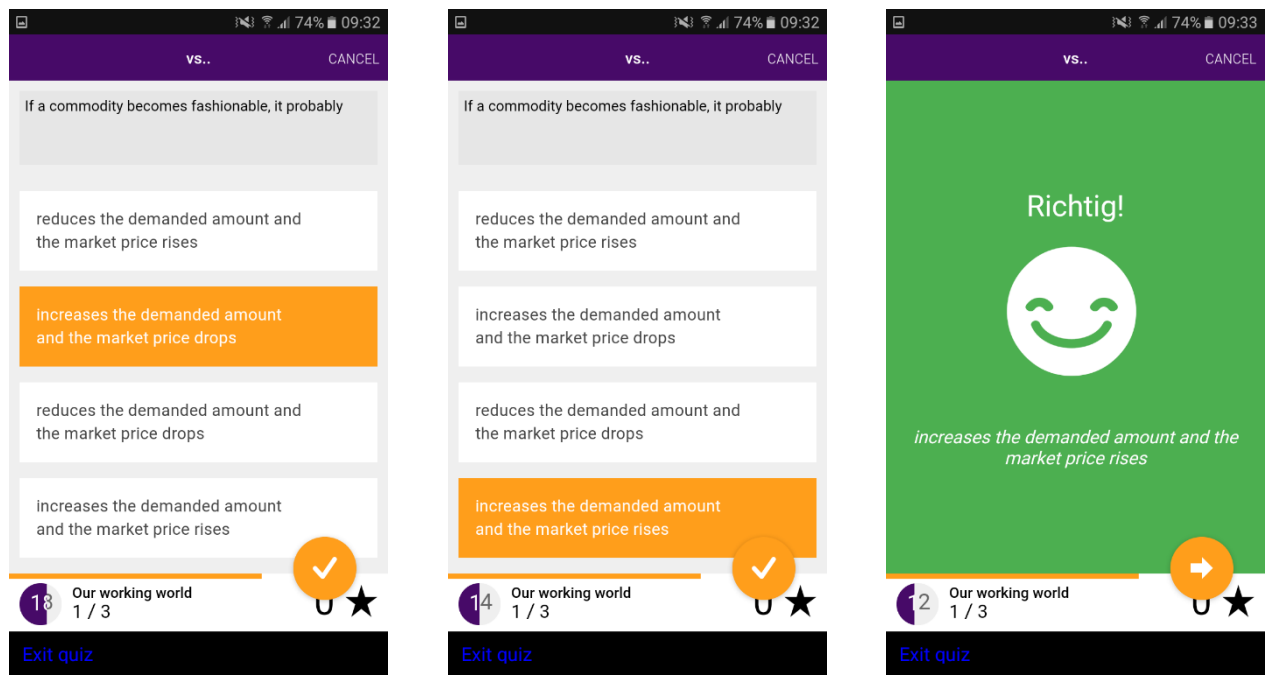 74% 09:32
vs..
CANCEL
If a commodity becomes fashionable, it probably
reduces the demanded amount and
the market price rises
increases the demanded amount
and the market price drops
reduces the demanded amount and
the market price drops
increases the demanded amount
and the market price rises
18
Our working world
1 / 3
0
Exit quiz
74% 09:32
vs..
CANCEL
If a commodity becomes fashionable, it probably
reduces the demanded amount and
the market price rises
increases the demanded amount
and the market price drops
reduces the demanded amount and
the market price drops
increases the demanded amount
and the market price rises
14
Our working world
1 / 3
0
Exit quiz
74% 09:33
vs..
CANCEL
Richtig!
increases the demanded amount and the
market price rises
12
Our working world
1 / 3
0
Exit quiz